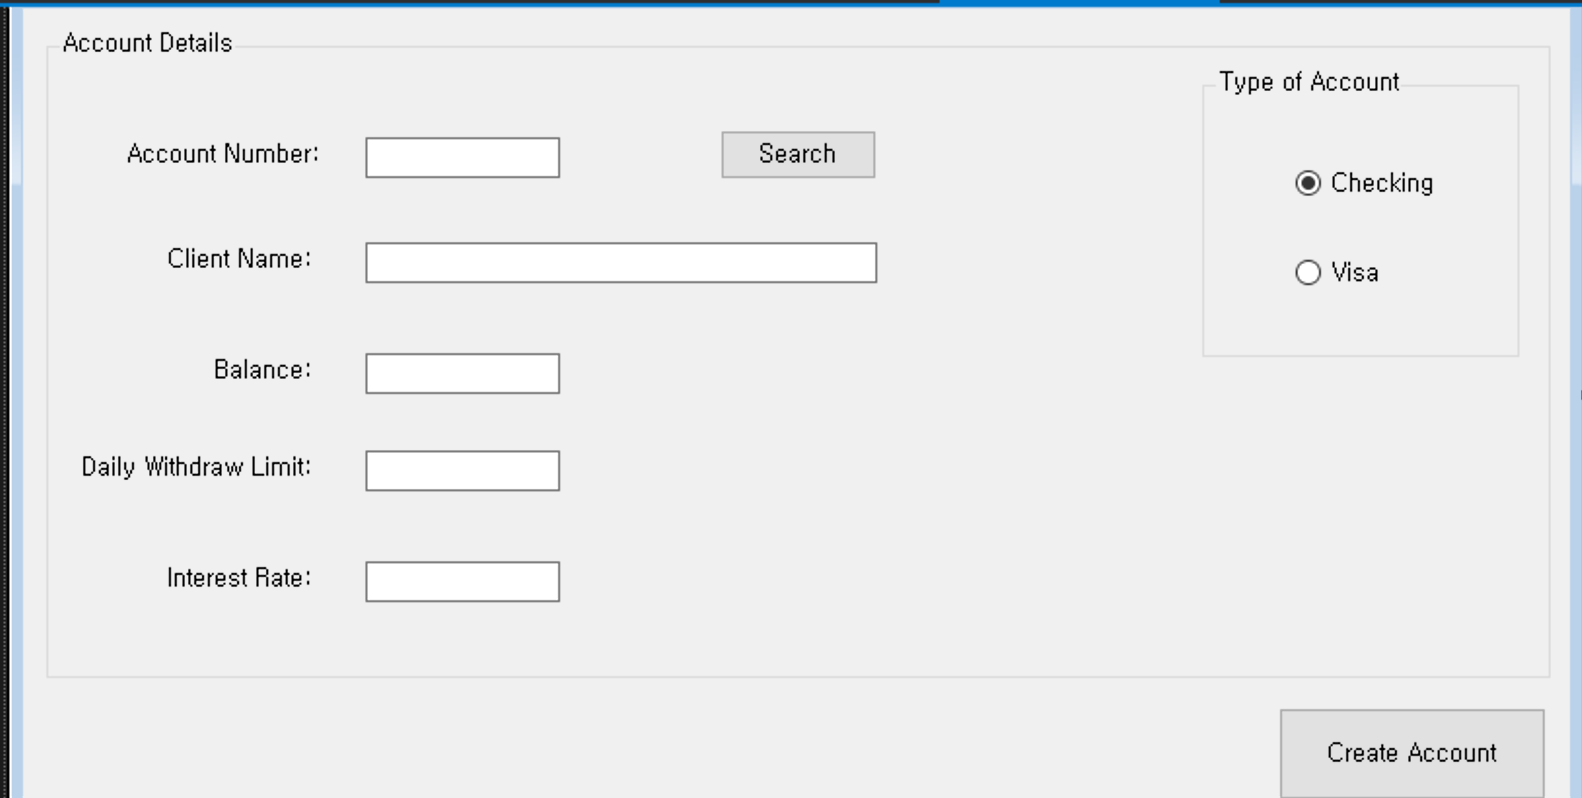 Account Details
Type of Account
Account Number:
Search
Checking
Client Name:
Visa
Balance:
Daily Withdraw Limit:
Interest Rate:
Create Account